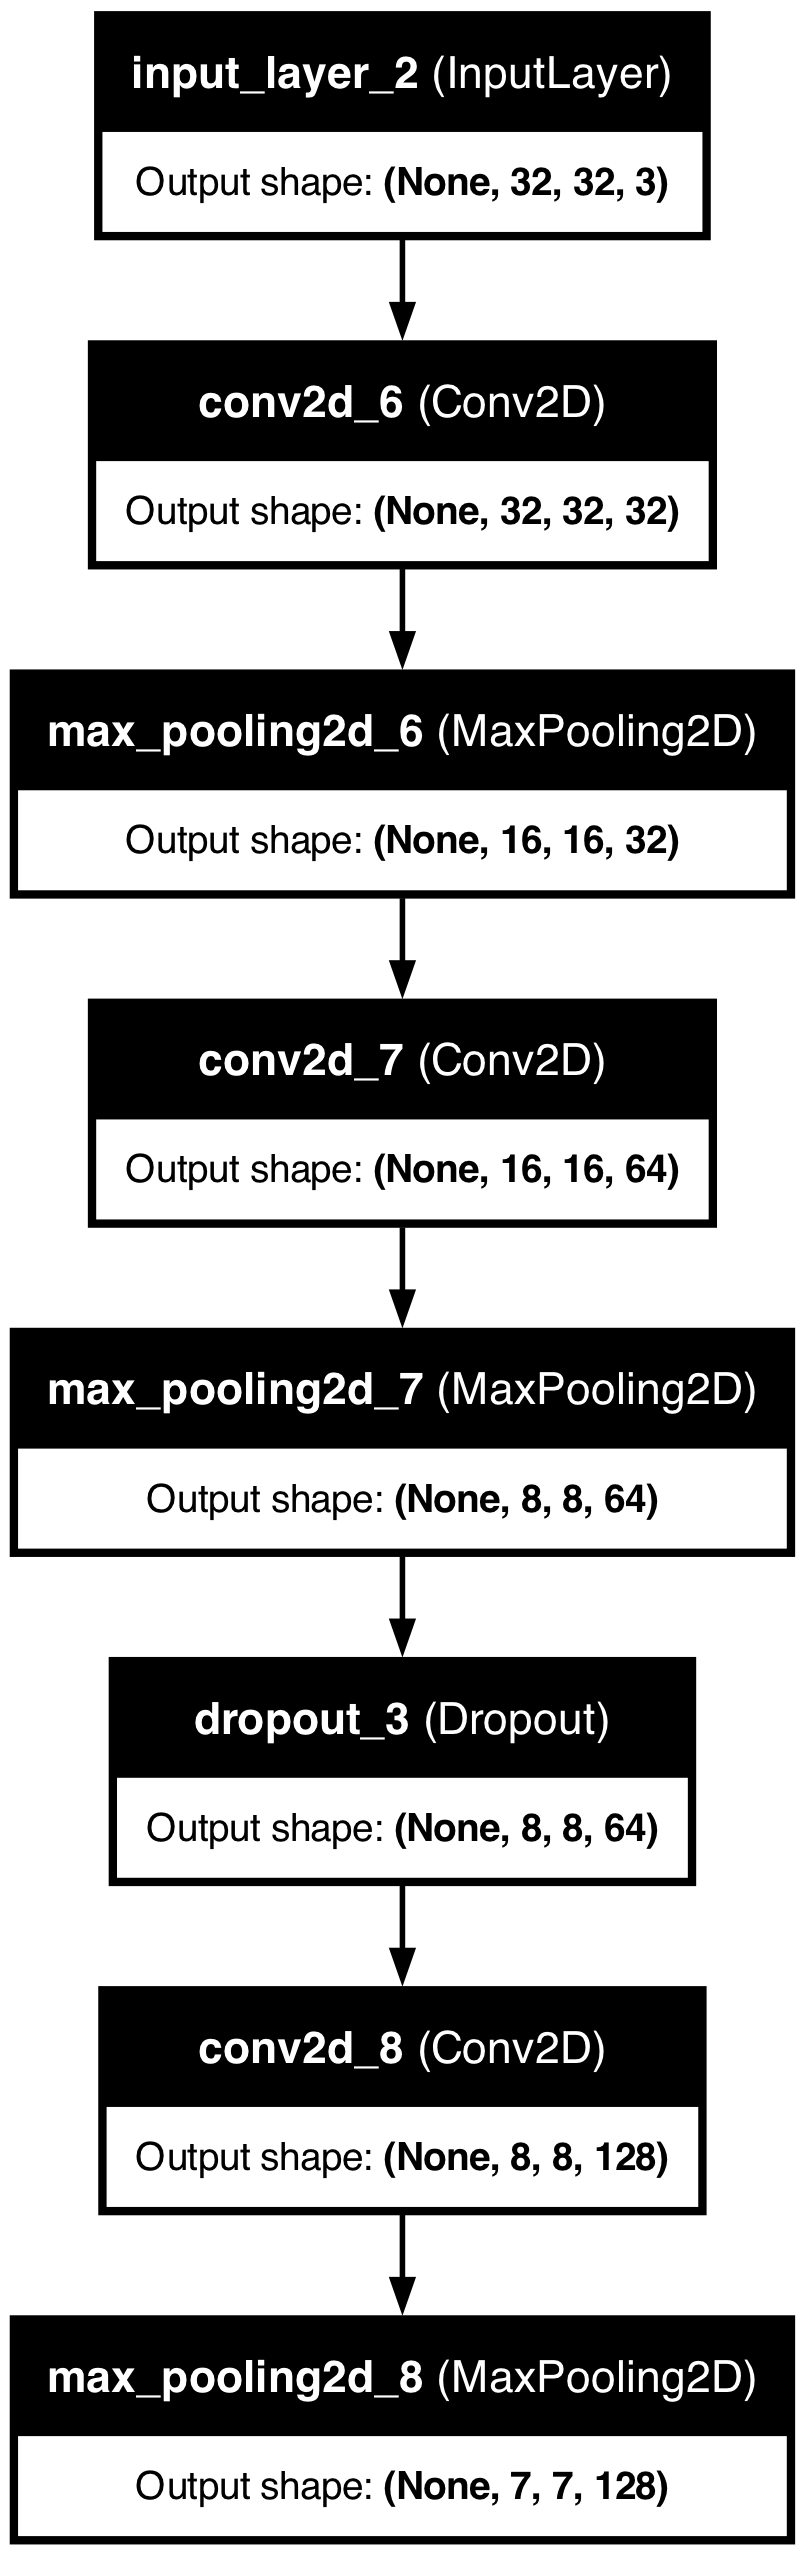 input_layer_2 (InputLayer)
Output shape: (None, 32, 32, 3)
conv2d_6 (Conv2D)
Output shape: (None, 32, 32, 32)
max_pooling2d_6 (MaxPooling2D)
Output shape: (None, 16, 16, 32)
conv2d_7 (Conv2D)
Output shape: (None, 16, 16, 64)
max_pooling2d_7 (MaxPooling2D)
Output shape: (None, 8, 8, 64)
dropout_3 (Dropout)
Output shape: (None, 8, 8, 64)
conv2d_8 (Conv2D)
Output shape: (None, 8, 8, 128)
max_pooling2d_8 (MaxPooling2D)
Output shape: (None, 7, 7, 128)